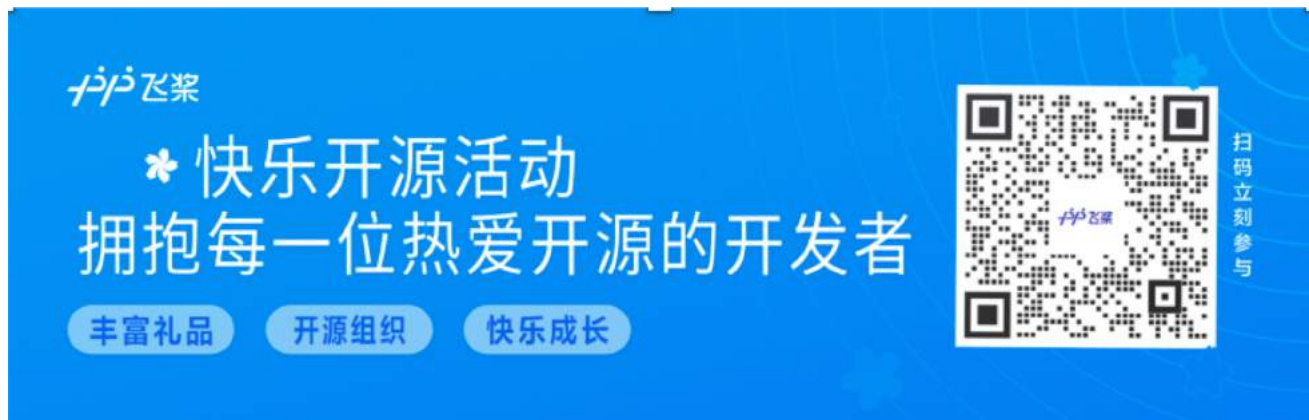 飞桨
快乐开源活动
拥抱每一位热爱开源的开发者
丰富礼品
开源组织
快乐成长
飞桨
扫码立刻参与